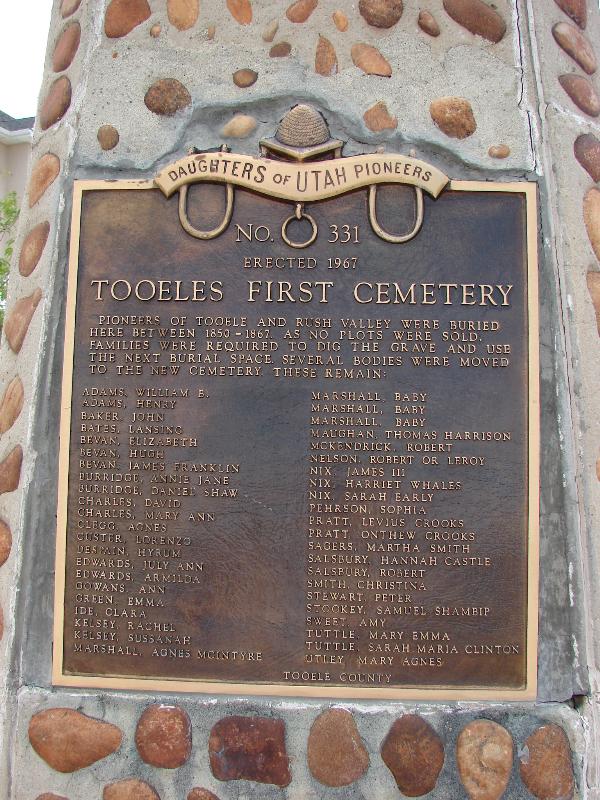 DAUGHTERS OF UTAH PIONEERS
NO. 331
ERECTED 1967
TOOELES FIRST CEMETERY
PIONEERS OF TOOELE AND RUSH VALLEY WERE BURIED
HERE BETWEEN 1850-1867. AS NO PLOTS WERE SOLD,
FAMILIES WERE REQUIRED TO DIG THE GRAVE AND USE
THE NEXT BURIAL SPACE. SEVERAL BODIES WERE MOVED
TO THE NEW CEMETERY. THESE REMAIN:
ADAMS, WILLIAM B.
ADAMS, HENRY
BAKER, JOHN
BATES, LANSING
BEVAN, ELIZABETH
BEVAN, HUGH
BEVAN, JAMES FRANKLIN
BURRIDGE, ANNIE JANE
BURRIDGE, DANIEL SHAW
CHARLES, DAVID
CHARLES, MARY ANN
CLEGG, AGNES
CUSTER, LORENZO
DESPAIN, HYRUM
EDWARDS, JULY ANN
EDWARDS, ARMILDA
GOWANS, ANN
GREEN, EMMA
IDE, CLARA
KELSEY, RACHEL
KELSEY, SUSSANAH
MARSHALL, AGNES MCINTYRE
MARSHALL, BABY
MARSHALL, BABY
MARSHALL, BABY
MAUGHAN, THOMAS HARRISON
MCKENDRICK, ROBERT
NELSON, ROBERT OR LEROY
NIX, JAMES III
NIX, HARRIET WHALES
NIX, SARAH EARLY
PEHRSON, SOPHIA
PRATT, LEVIUS CROOKS
PRATT, ONTHEW CROOKS
SAGERS, MARTHA SMITH
SALSBURY, HANNAH CASTLE
SALSBURY, ROBERT
SMITH, CHRISTINA
STEWART, PETER
STOOKEY, SAMUEL SHAMBIP
SWEET, AMY
TUTTLE, MARY EMMA
TUTTLE, SARAH MARIA CLINTON
UTLEY, MARY AGNES
TOOELE COUNTY